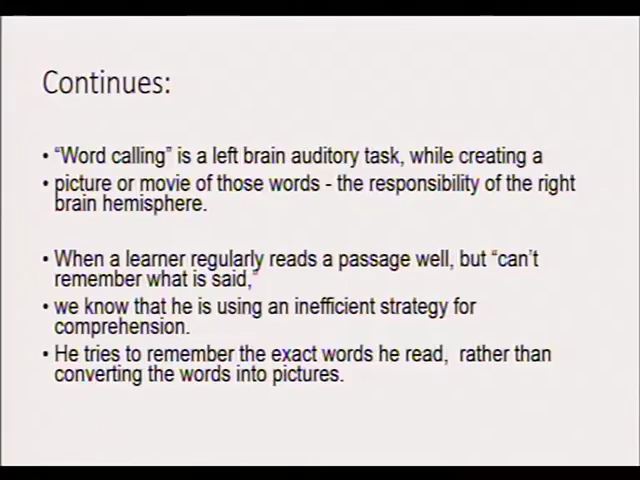 Continues:
• “Word calling” is a left brain auditory task, while creating a
• picture or movie of those words - the responsibility of the right
brain hemisphere.
• When a learner regularly reads a passage well, but “can’t
remember what is said,”
• we know that he is using an inefficient strategy for
comprehension.
• He tries to remember the exact words he read, rather than
converting the words into pictures.